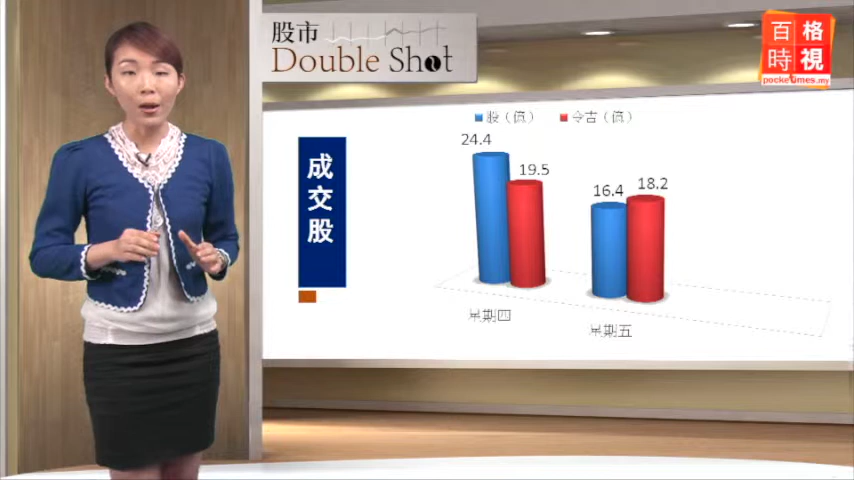 股市
Double Shot
百格
時視
pocketimes.my
股（億） 令吉（億）
成交股
24.4
19.5
16.4
18.2
星期四
星期五